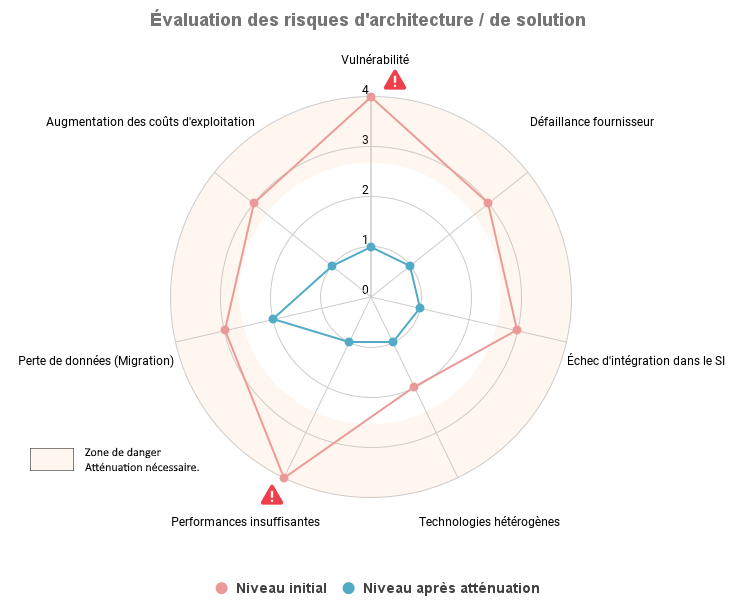 Évaluation des risques d'architecture / de solution
Vulnérabilité
4
Augmentation des coûts d'exploitation
Défaillance fournisseur
3
2
1
0
Perte de données (Migration)
Échec d'intégration dans le SI
Zone de danger
Atténuation nécessaire.
Performances insuffisantes
Technologies hétérogènes
Niveau initial
Niveau après atténuation